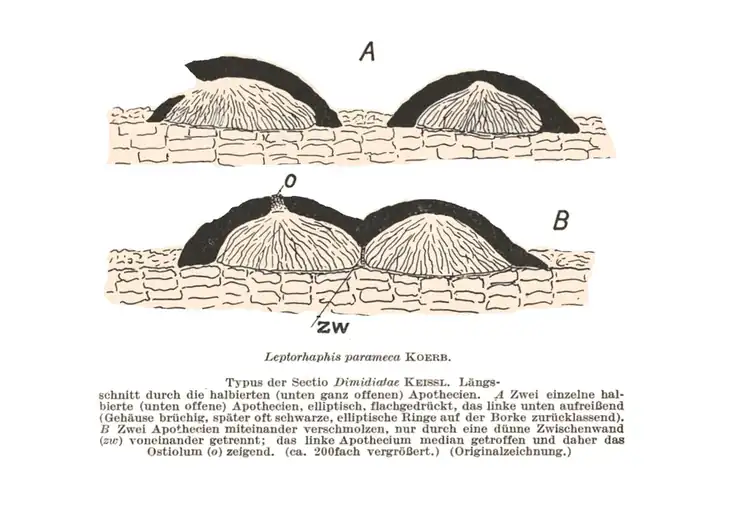 A
o
B
zw
Leptorhaphis parameca KOERB.
Typus der Sectio Dimidiatae KEISSL. Längs-
schnitt durch die halbierten (unten ganz offenen) Apothecien. A Zwei einzelne hal-
bierte (unten offene) Apothecien, elliptisch, flachgedrückt, das linke unten aufreißend
(Gehäuse brüchig, später oft schwarze, elliptische Ringe auf der Borke zurücklassend).
B Zwei Apothecien miteinander verschmolzen, nur durch eine dünne Zwischenwand
(zw) voneinander getrennt; das linke Apothecium median getroffen und daher das
Ostiolum (o) zeigend. (ca. 200fach vergrößert.) (Originalzeichnung.)